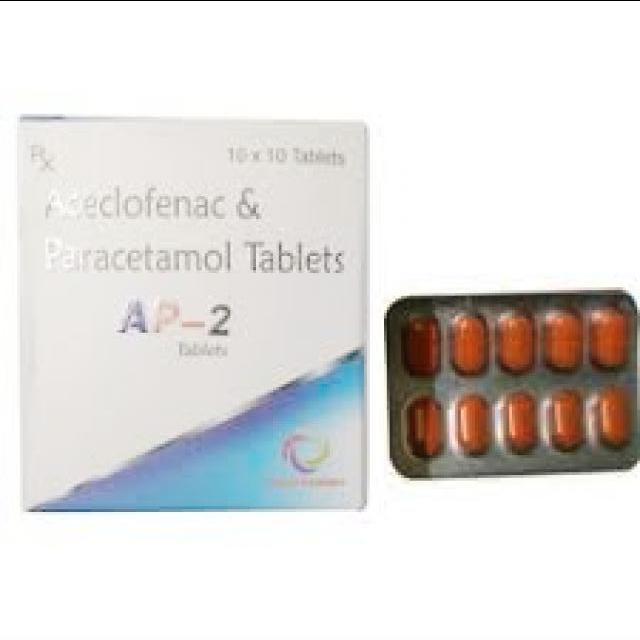 Rx
10 x 10 Tablets
Aceclofenac &
Paracetamol Tablets
AP-2
Tablets